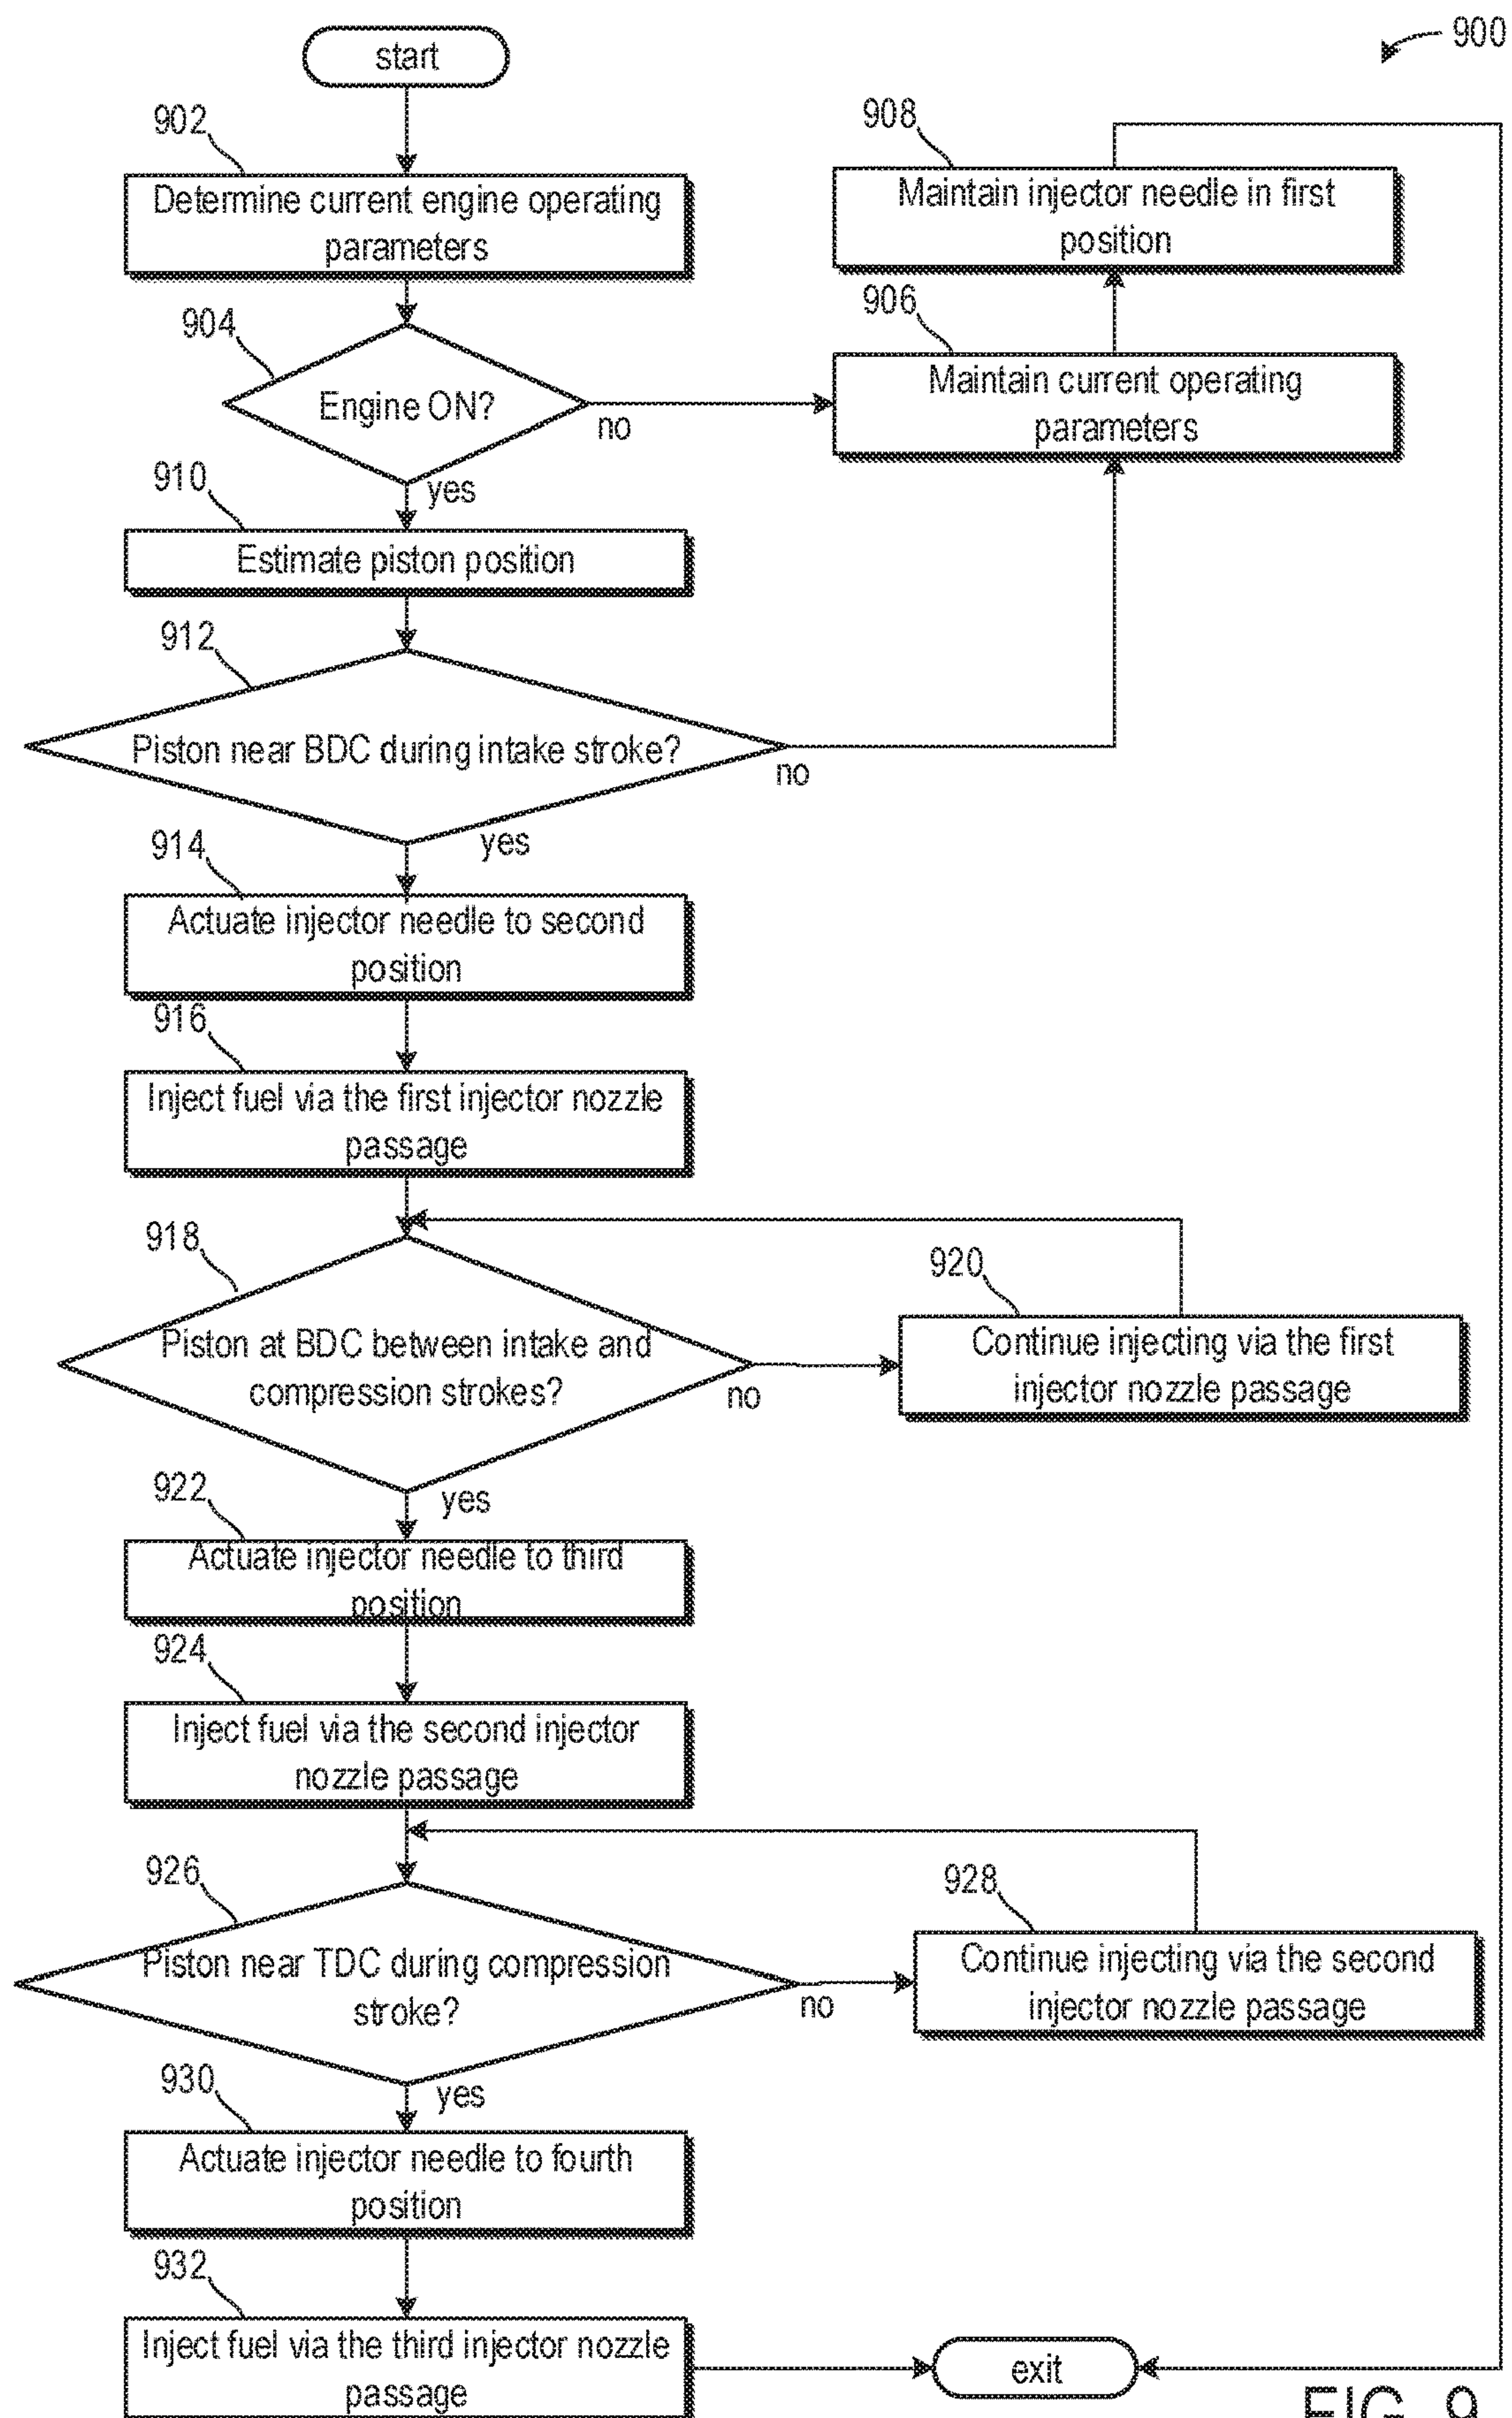 start
900
902
Determine current engine operating
parameters
908
Maintain injector needle in first
position
904
Engine ON?
no
yes
906
Maintain current operating
parameters
910
Estimate piston position
912
Piston near BDC during intake stroke?
no
yes
914
Actuate injector needle to second
position
916
Inject fuel via the first injector nozzle
passage
918
Piston at BDC between intake and
compression strokes?
no
yes
920
Continue injecting via the first
injector nozzle passage
922
Actuate injector needle to third
position
924
Inject fuel via the second injector
nozzle passage
926
Piston near TDC during compression
stroke?
no
yes
928
Continue injecting via the second
injector nozzle passage
930
Actuate injector needle to fourth
position
932
Inject fuel via the third injector nozzle
passage
exit
FIG. 9